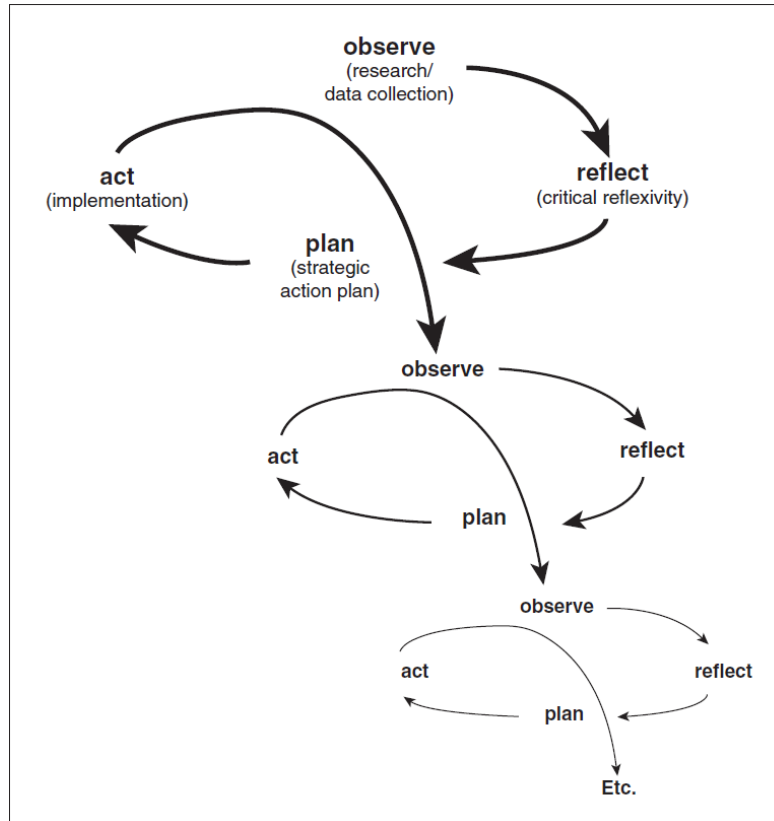 observe
(research/
data collection)
reflect
(critical reflexivity)
plan
(strategic
action plan)
act
(implementation)
observe
reflect
plan
act
observe
reflect
plan
act
Etc.